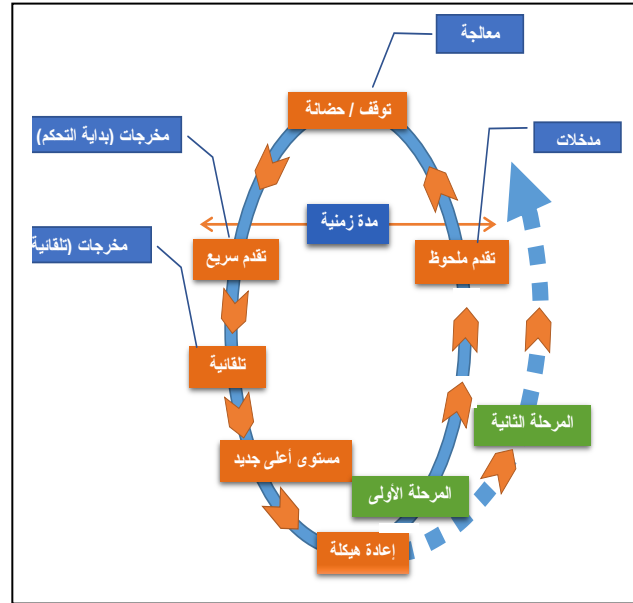 معالجة
توقف / حضانة
مخرجات (بداية التحكم)
مدخلات
مدة زمنية
تقدم سريع
تقدم ملحوظ
مخرجات (تلقائية
تلقائية
المرحلة الثانية
مستوى أعلى جديد
المرحلة الأولى
إعادة هيكلة